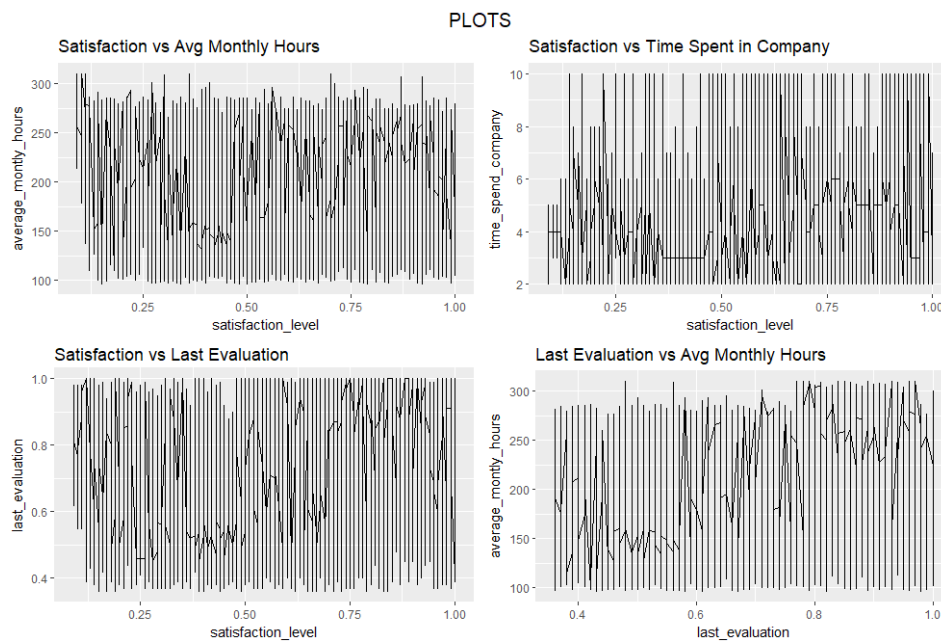 PLOTS
Satisfaction vs Avg Monthly Hours
300
250
200
150
100
average_montly_hours
0.25
0.50
0.75
1.00
satisfaction_level
Satisfaction vs Time Spent in Company
10
8
6
4
2
time_spend_company
0.25
0.50
0.75
1.00
satisfaction_level
Satisfaction vs Last Evaluation
1.0
0.8
0.6
0.4
last_evaluation
0.25
0.50
0.75
1.00
satisfaction_level
Last Evaluation vs Avg Monthly Hours
300
250
200
150
100
average_montly_hours
0.4
0.6
0.8
1.0
last_evaluation